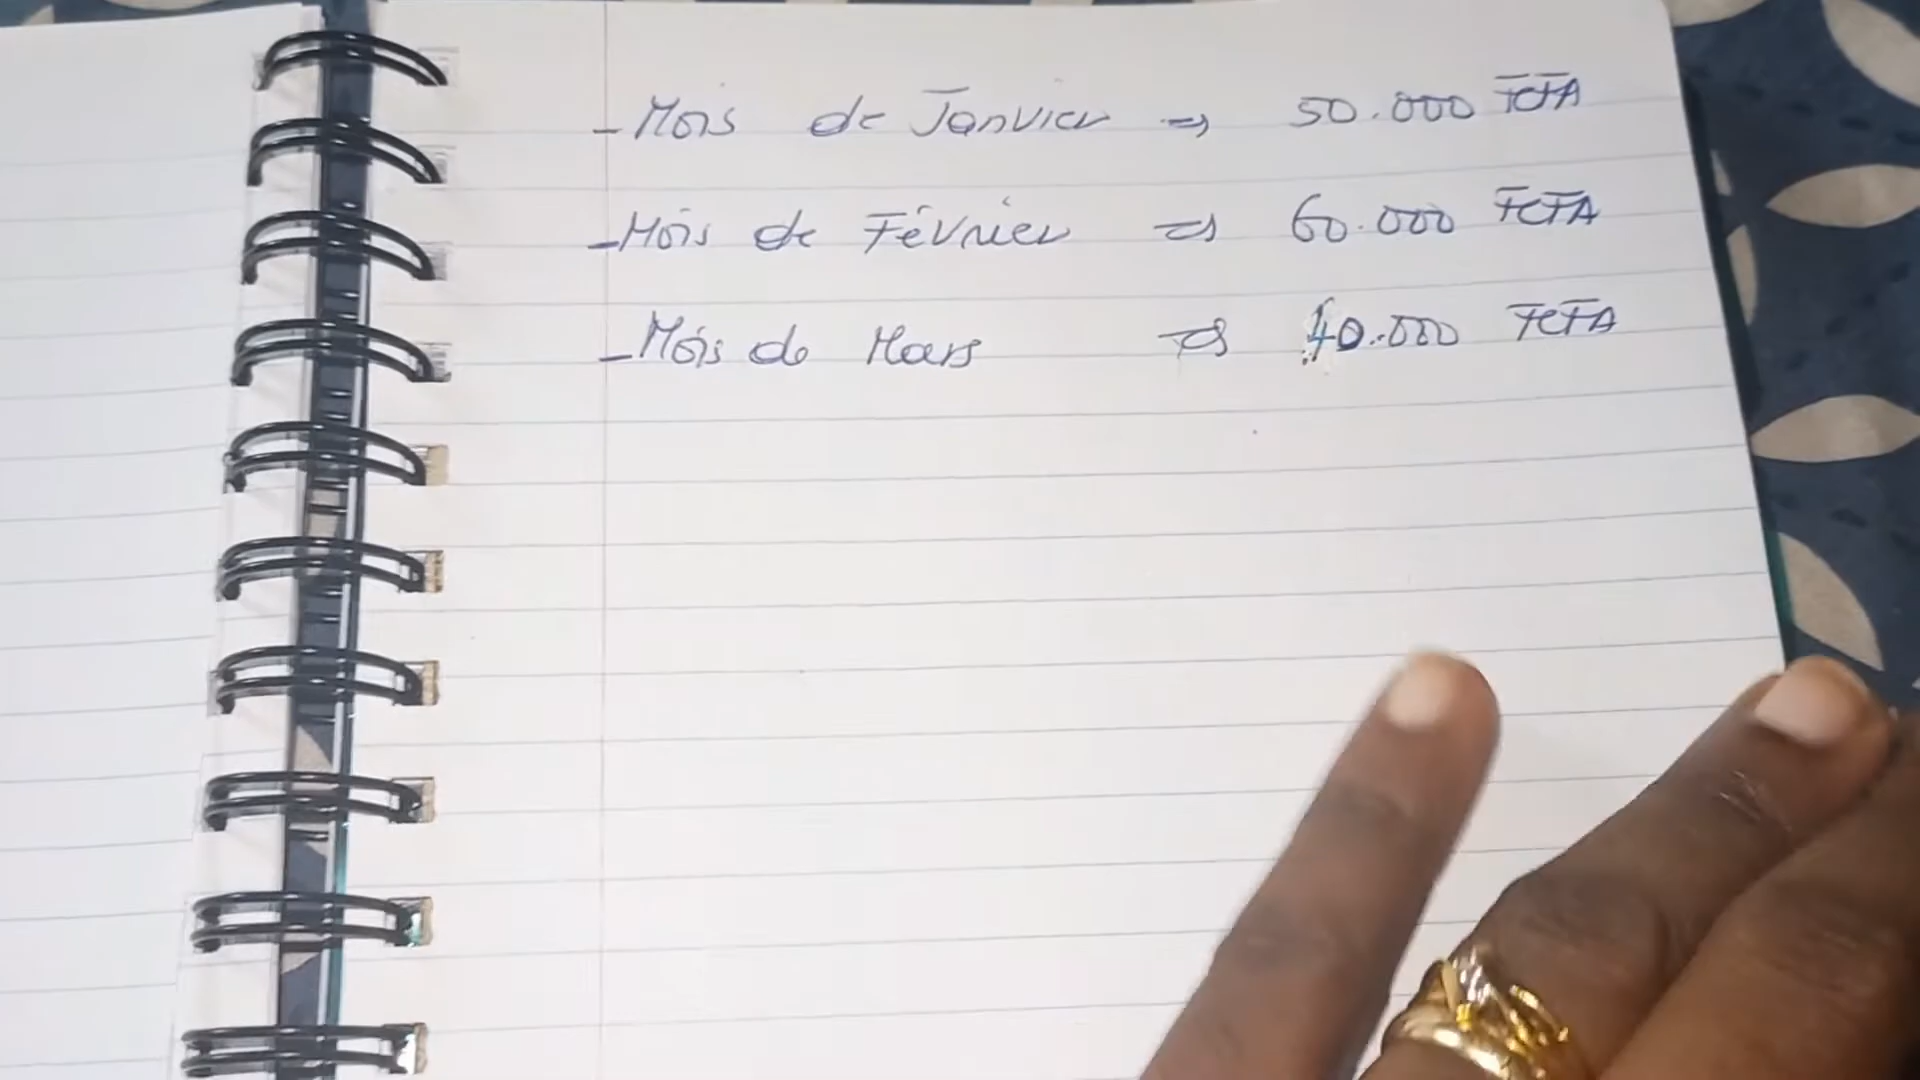 - Mois de Janvier => 50.000 FCFA
- Mois de Février => 60.000 FCFA
- Mois de Mars => 40.000 FCFA